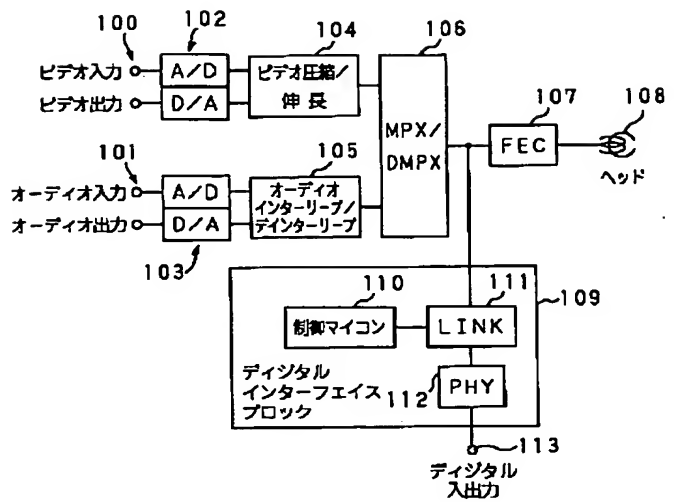 100
102
104
106
ビデオ入力
A/D
ビデオ圧縮/
伸長
ビデオ出力
D/A
MPX/
DMPX
107
FEC
108
ヘッド
101
105
オーディオ入力
A/D
オーディオ
インターリーブ/
デインターリーブ
オーディオ出力
D/A
103
110
111
109
制御マイコン
LINK
ディジタル
インターフェイス
ブロック
112
PHY
113
ディジタル
入出力